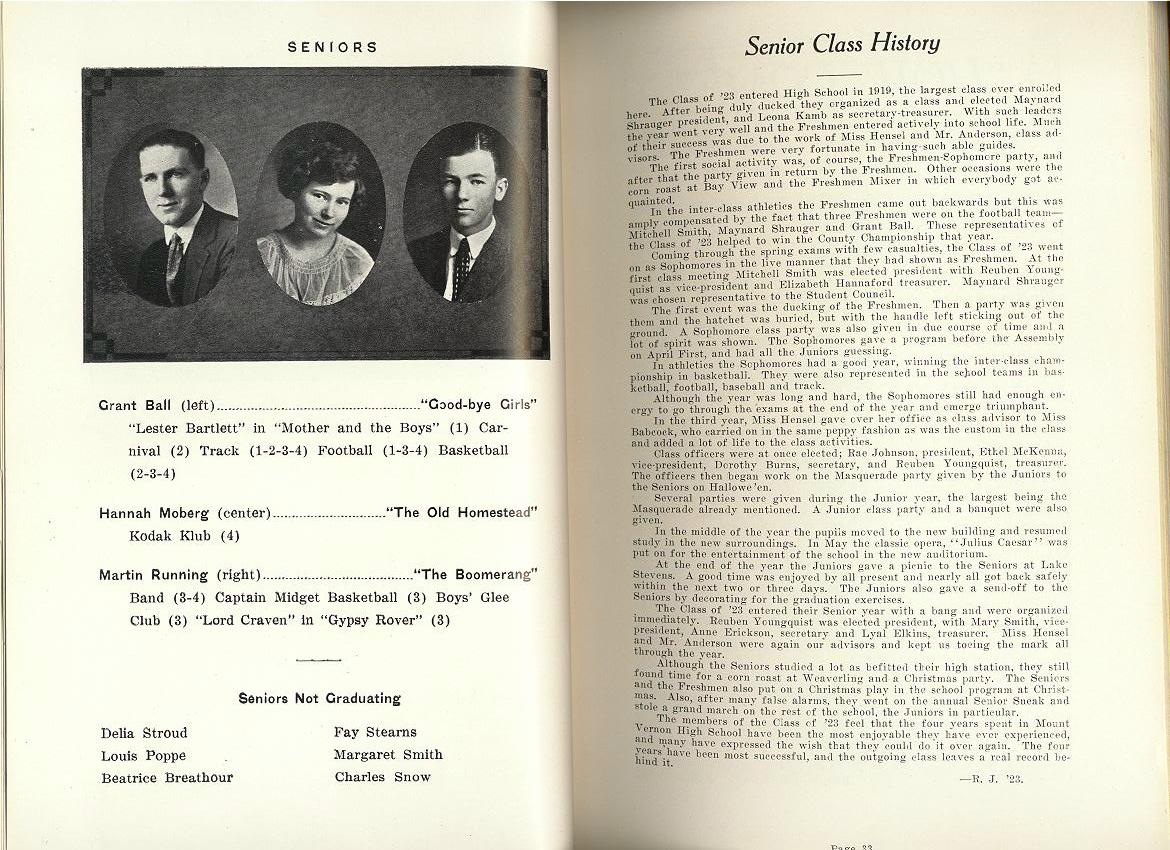 SENIORS
Grant Ball (left)..........................................................."Good-bye Girls"
"Lester Bartlett" in "Mother and the Boys" (1) Car-
nival (2) Track (1-2-3-4) Football (1-3-4) Basketball
(2-3-4)
Hannah Moberg (center)................................."The Old Homestead"
Kodak Klub (4)
Martin Running (right)............................................"The Boomerang"
Band (3-4) Captain Midget Basketball (3) Boys' Glee
Club (3) "Lord Craven" in "Gypsy Rover" (3)
Seniors Not Graduating
Delia Stroud
Louis Poppe
Beatrice Breathour
Fay Stearns
Margaret Smith
Charles Snow
Senior Class History
The Class of '23 entered High School in 1919, the largest class ever enrolled
here. After being duly ducked they organized as a class and elected Maynard
Shrauger president, and Leona Kamb as secretary-treasurer. With such leaders
the year went very well and the Freshmen entered actively into school life. Much
of their success was due to the work of Miss Hensel and Mr. Anderson, class ad-
visors. The Freshmen were very fortunate in having such able guides.
The first social activity was, of course, the Freshmen-Sophomore party, and
after that the party given in return by the Freshmen. Other occasions were the
corn roast at Bay View and the Freshmen Mixer in which everybody got ac-
quainted.
In the inter-class athletics the Freshmen came out backwards but this was
amply compensated by the fact that three Freshmen were on the football team—
Mitchell Smith, Maynard Shrauger and Grant Ball. These representatives of
the Class of '23 helped to win the County Championship that year.
Coming through the spring exams with few casualties, the Class of '23 went
on as Sophomores in the live manner that they had shown as Freshmen. At the
first class meeting Mitchell Smith was elected president with Reuben Young-
quist as vice-president and Elizabeth Hannaford treasurer. Maynard Shrauger
was chosen representative to the Student Council.
The first event was the ducking of the Freshmen. Then a party was given
them and the hatchet was buried, but with the handle left sticking out of the
ground. A Sophomore class party was also given in due course of time and a
lot of spirit was shown. The Sophomores gave a program before the Assembly
on April First, and had all the Juniors guessing.
In athletics the Sophomores had a good year, winning the inter-class cham-
pionship in basketball. They were also represented in the school teams in bas-
ketball, football, baseball and track.
Although the year was long and hard, the Sophomores still had enough en-
ergy to go through the exams at the end of the year and emerge triumphant.
In the third year, Miss Hensel gave over her office as class advisor to Miss
Babcock, who carried on in the same peppy fashion as was the custom in the class
and added a lot of life to the class activities.
Class officers were at once elected; Rae Johnson, president, Ethel McKenna,
vice-president, Dorothy Burns, secretary, and Reuben Youngquist, treasurer.
The officers then began work on the Masquerade party given by the Juniors to
the Seniors on Hallowe'en.
Several parties were given during the Junior year, the largest being the
Masquerade already mentioned. A Junior class party and a banquet were also
given.
In the middle of the year the pupils moved to the new building and resumed
study in the new surroundings. In May the classic opera, "Julius Caesar" was
put on for the entertainment of the school in the new auditorium.
At the end of the year the Juniors gave a picnic to the Seniors at Lake
Stevens. A good time was enjoyed by all present and nearly all got back safely
within the next two or three days. The Juniors also gave a send-off to the
Seniors by decorating for the graduation exercises.
The Class of '23 entered their Senior year with a bang and were organized
immediately. Reuben Youngquist was elected president, with Mary Smith, vice-
president, Anne Erickson, secretary and Lyal Elkins, treasurer. Miss Hensel
and Mr. Anderson were again our advisors and kept us toeing the mark all
through the year.
Although the Seniors studied a lot as befitted their high station, they still
found time for a corn roast at Weaverling and a Christmas party. The Seniors
and the Freshmen also put on a Christmas play in the school program at Christ-
mas. Also, after many false alarms, they went on the annual Senior Sneak and
stole a grand march on the rest of the school, the Juniors in particular.
The members of the Class of '23 feel that the four years spent in Mount
Vernon High School have been the most enjoyable they have ever experienced,
and many have expressed the wish that they could do it over again. The four
years have been most successful, and the outgoing class leaves a real record be-
hind it.
—R. J. '23.
Page 33